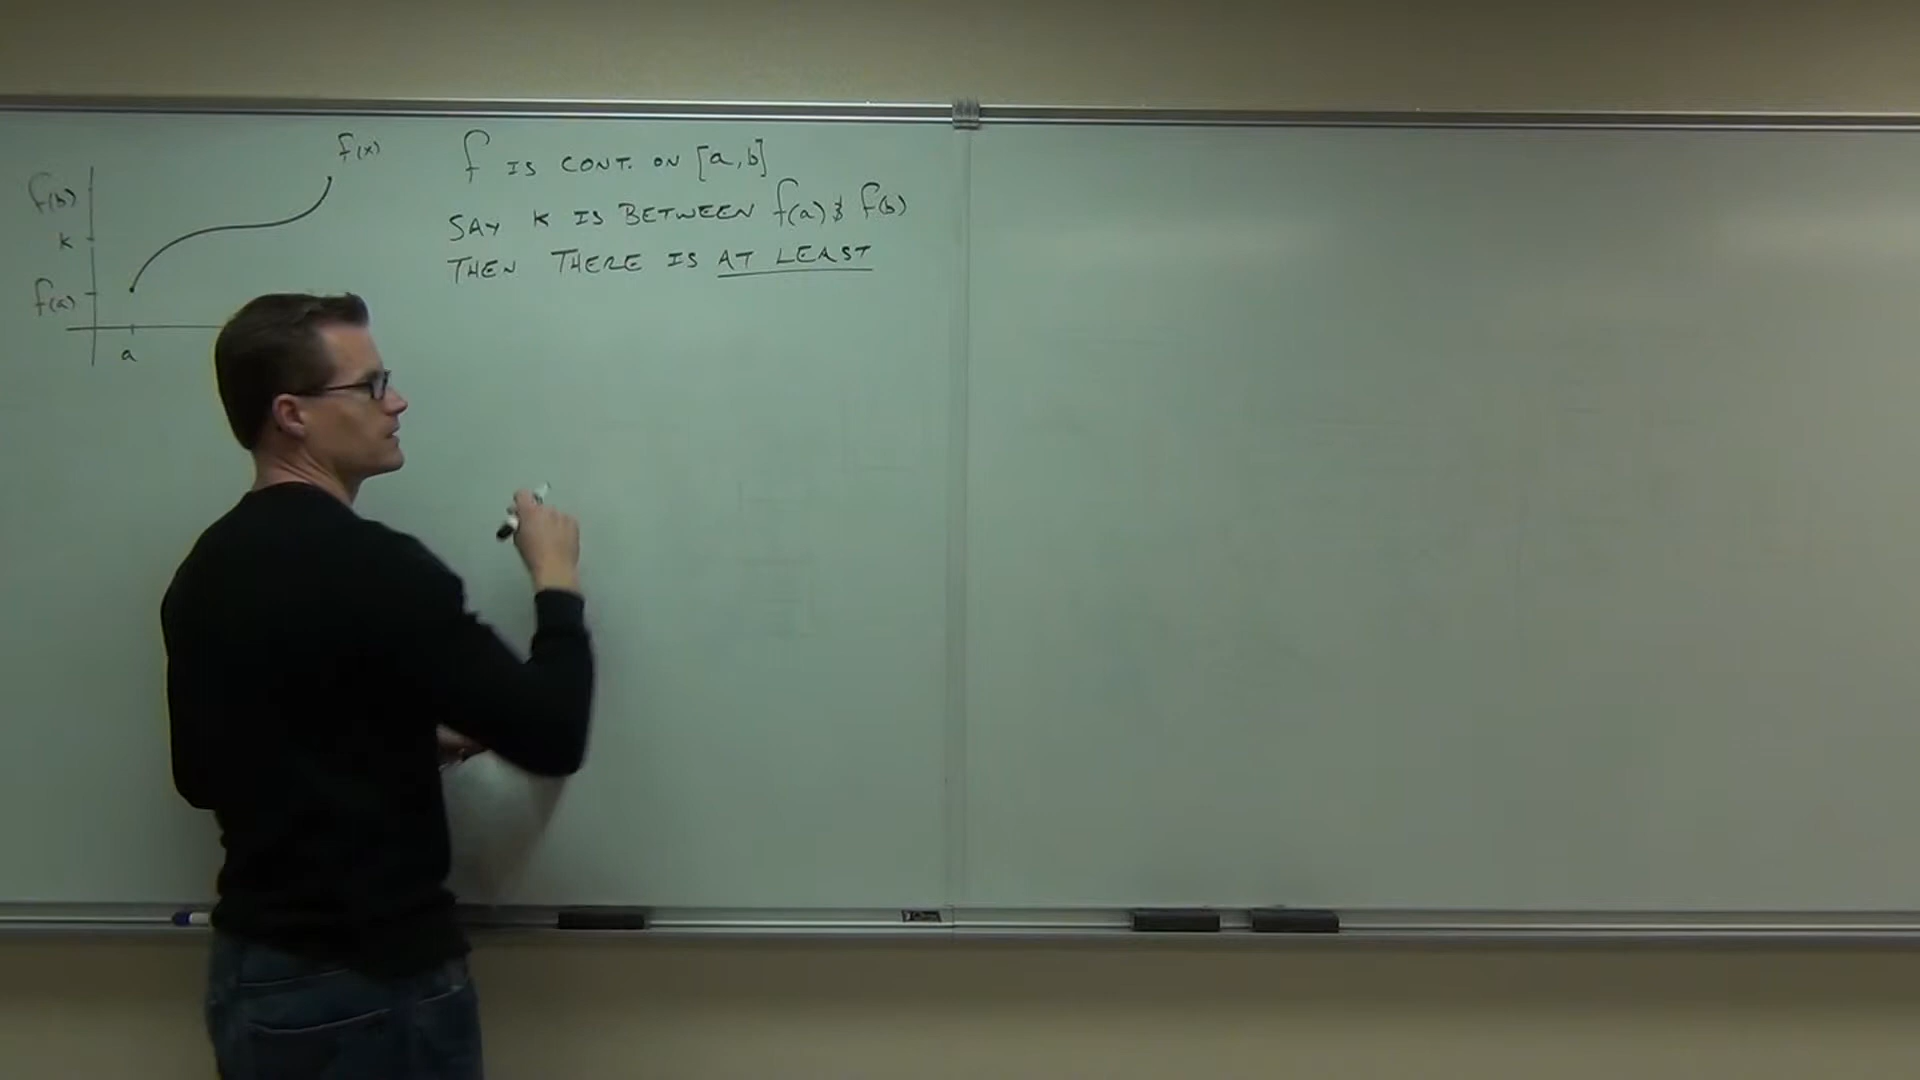 f(x)
f(b)
k
f(a)
a
f IS CONT. ON [a,b]
SAY K IS BETWEEN f(a) & f(b)
THEN THERE IS AT LEAST